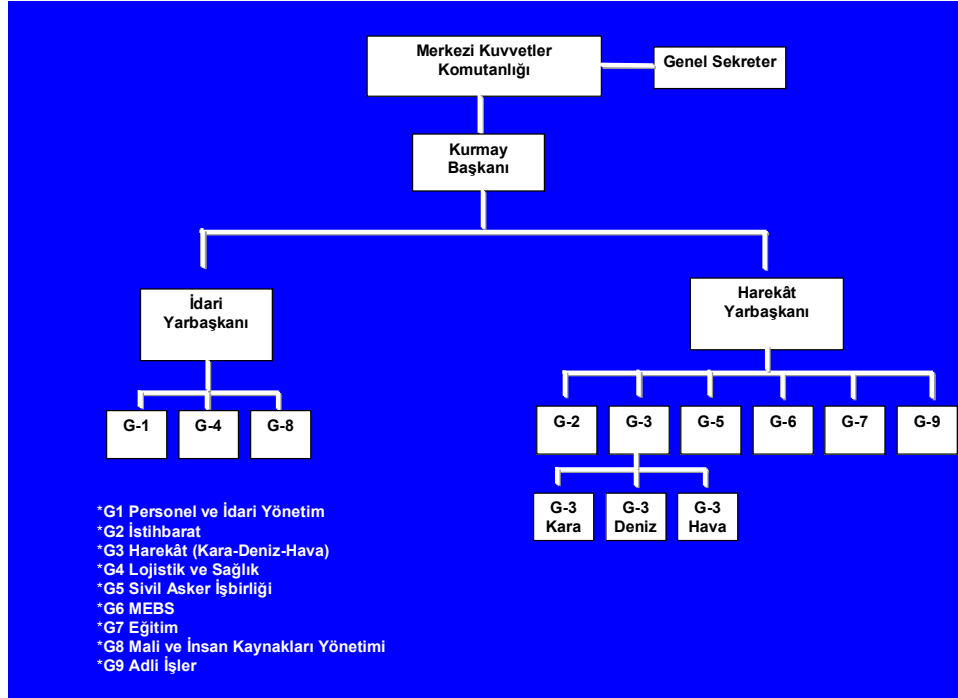 Merkezi Kuvvetler
Komutanlığı
Genel Sekreter
Kurmay
Başkanı
İdari
Yarbaşkanı
Harekât
Yarbaşkanı
G-1
G-4
G-8
G-2
G-3
G-5
G-6
G-7
G-9
G-3
Kara
G-3
Deniz
G-3
Hava
*G1 Personel ve İdari Yönetim
*G2 İstihbarat
*G3 Harekât (Kara-Deniz-Hava)
*G4 Lojistik ve Sağlık
*G5 Sivil Asker İşbirliği
*G6 MEBS
*G7 Eğitim
*G8 Mali ve İnsan Kaynakları Yönetimi
*G9 Adli İşler